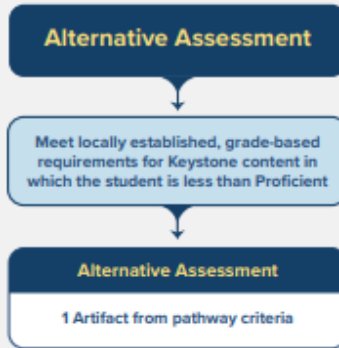 Alternative Assessment
Meet locally established, grade-based
requirements for Keystone content in
which the student is less than Proficient
Alternative Assessment
1 Artifact from pathway criteria